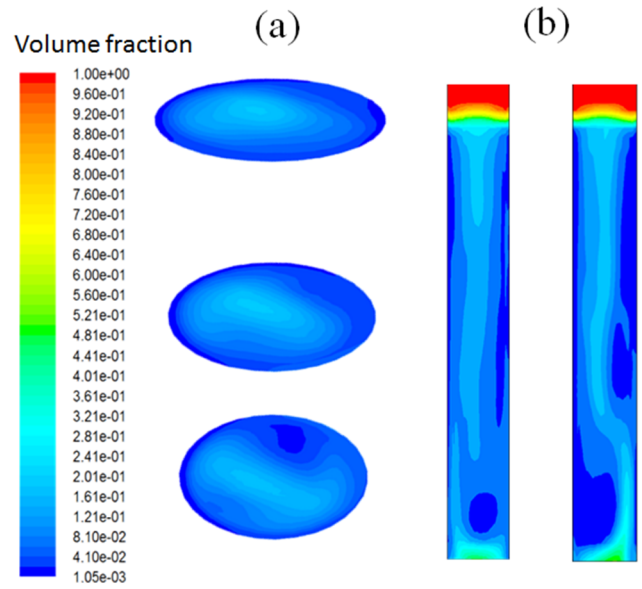 (a)
(b)
Volume fraction
1.00e+00
9.60e-01
9.20e-01
8.80e-01
8.40e-01
8.00e-01
7.60e-01
7.20e-01
6.80e-01
6.40e-01
6.00e-01
5.60e-01
5.21e-01
4.81e-01
4.41e-01
4.01e-01
3.61e-01
3.21e-01
2.81e-01
2.41e-01
2.01e-01
1.61e-01
1.21e-01
8.10e-02
4.10e-02
1.05e-03